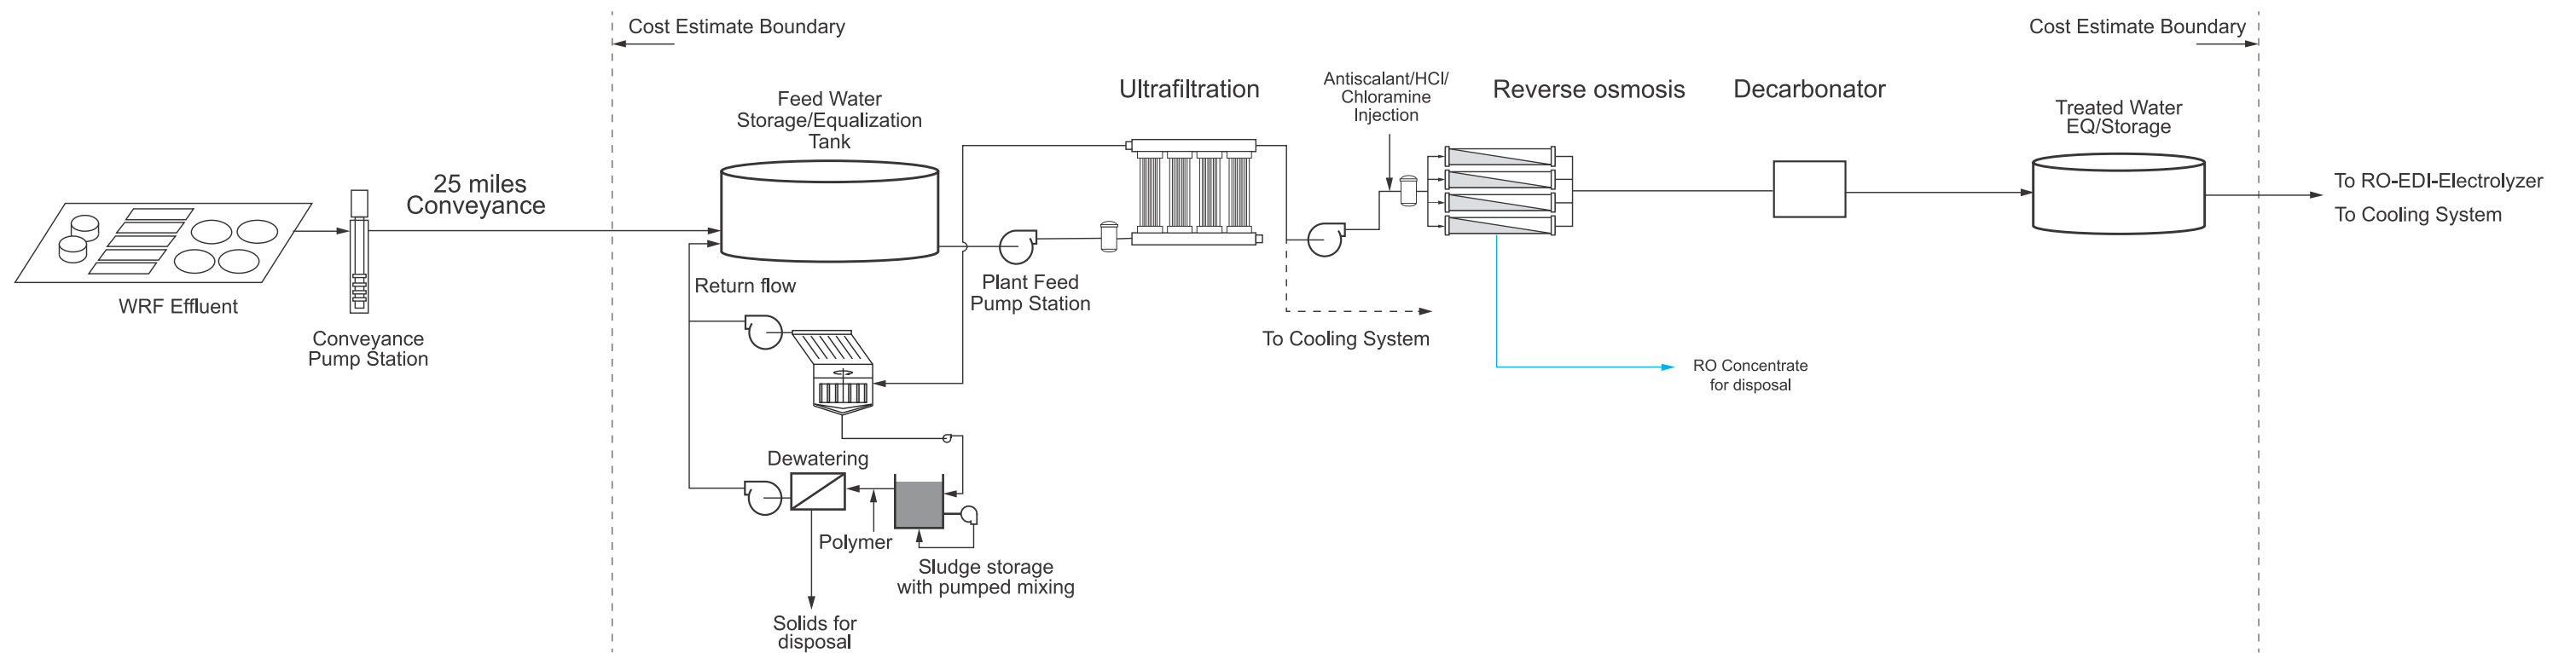 Cost Estimate Boundary
Cost Estimate Boundary
Feed Water
Storage/Equalization
Tank
Ultrafiltration
Antiscalant/HCl/
Chloramine
Injection
Reverse osmosis
Decarbonator
Treated Water
EQ/Storage
25 miles
Conveyance
To RO-EDI-Electrolyzer
To Cooling System
WRF Effluent
Conveyance
Pump Station
Return flow
Plant Feed
Pump Station
To Cooling System
RO Concentrate
for disposal
Dewatering
Polymer
Sludge storage
with pumped mixing
Solids for
disposal